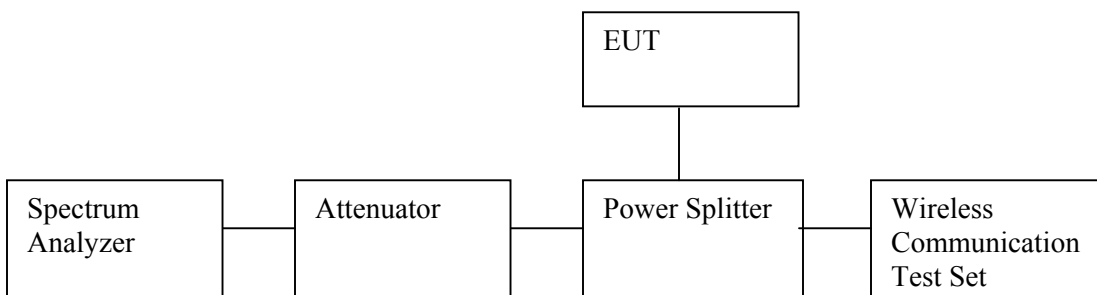 EUT
Spectrum
Analyzer
Attenuator
Power Splitter
Wireless
Communication
Test Set